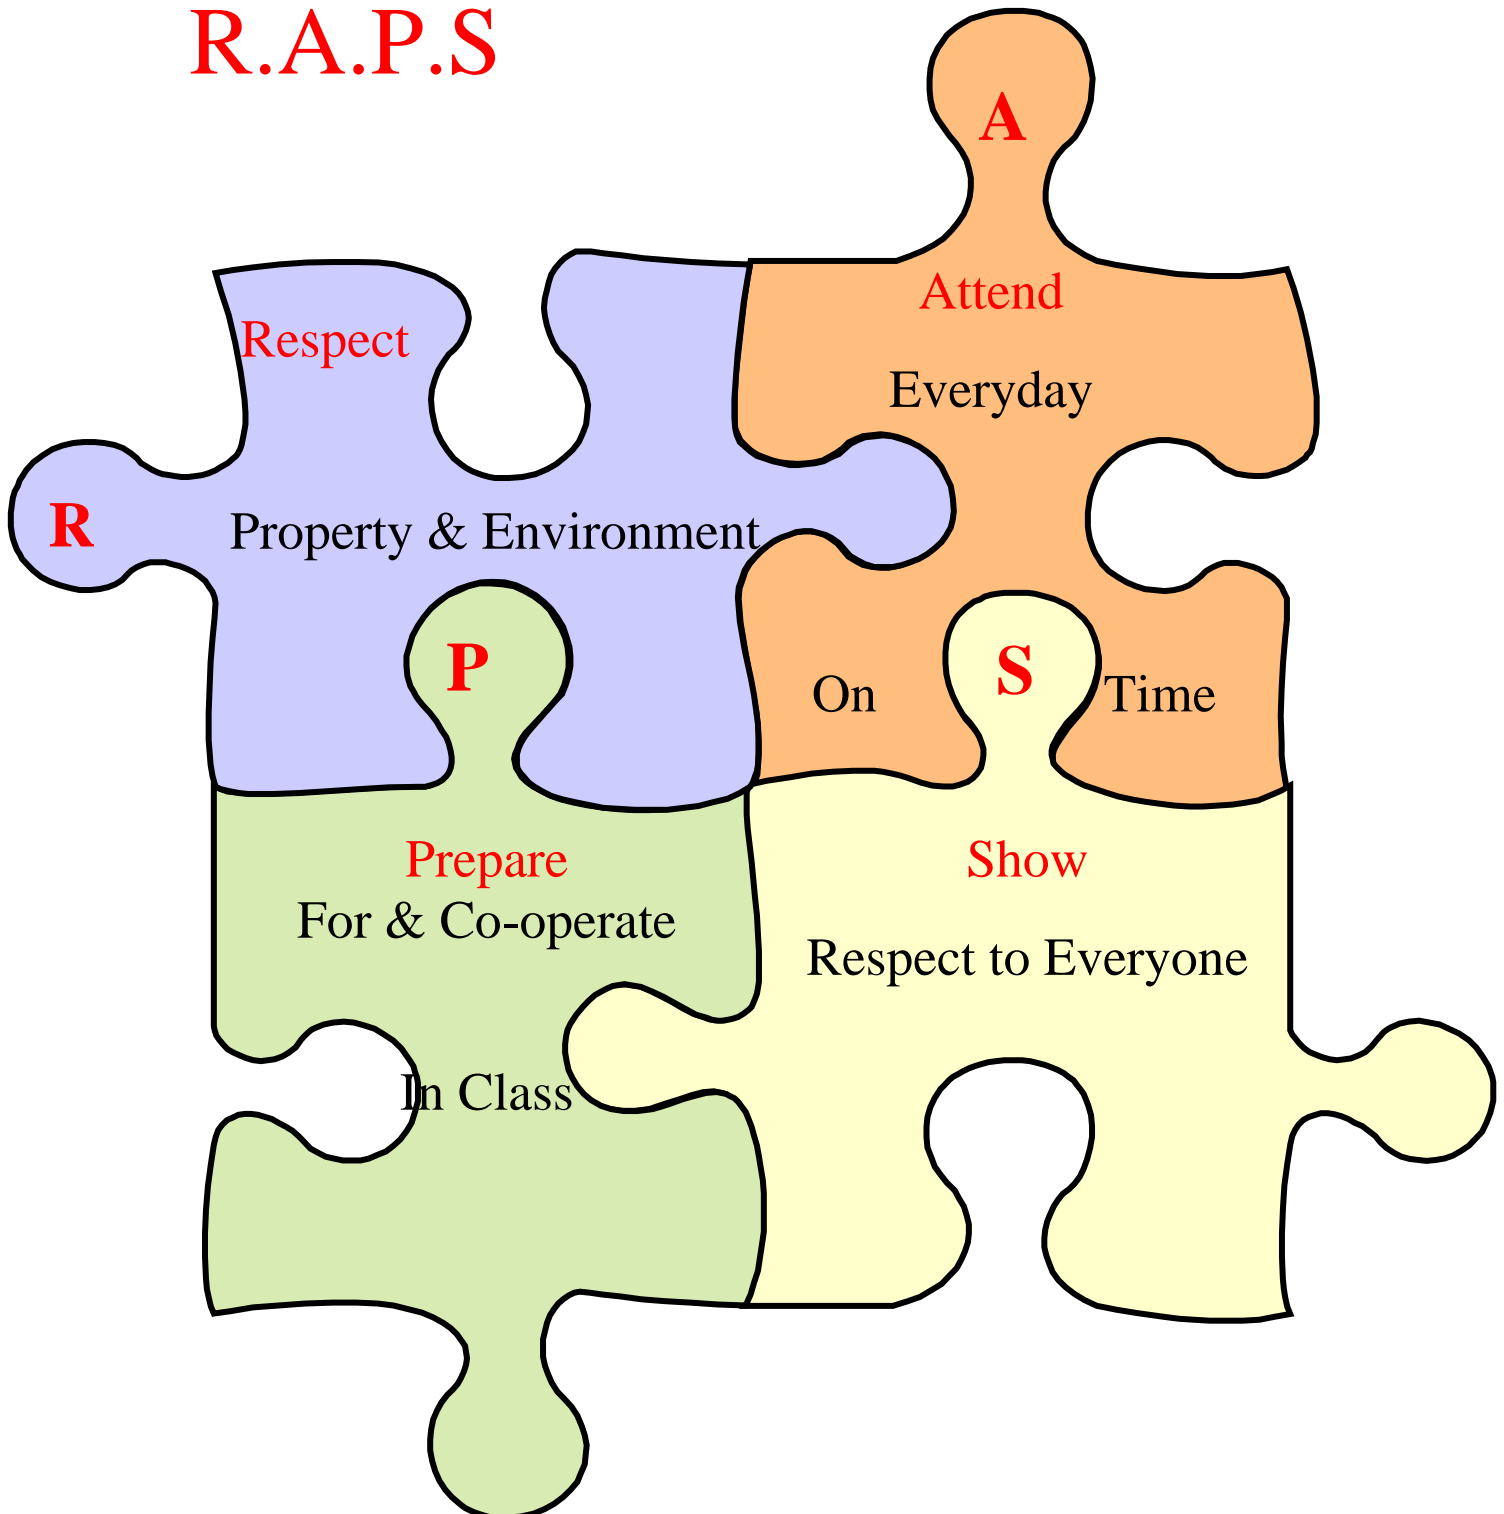 R.A.P.S
R
Respect
Property & Environment
A
Attend
Everyday
On Time
P
Prepare
For & Co-operate
In Class
S
Show
Respect to Everyone